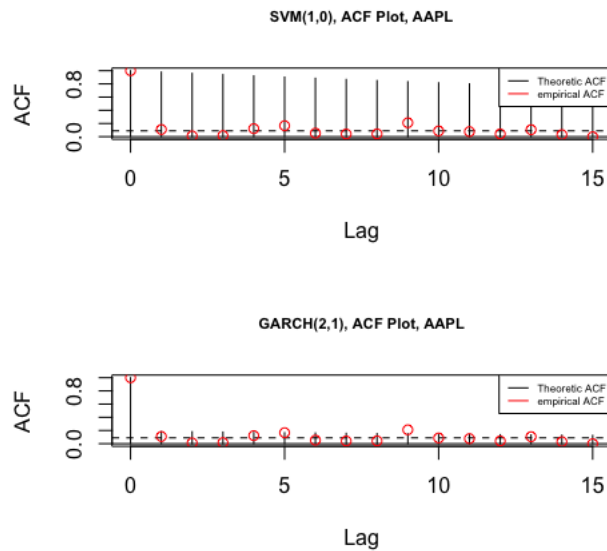 SVM(1,0), ACF Plot, AAPL
ACF
0.0
0.8
Theoretic ACF
empirical ACF
0
5
10
15
Lag
GARCH(2,1), ACF Plot, AAPL
ACF
0.0
0.8
Theoretic ACF
empirical ACF
0
5
10
15
Lag